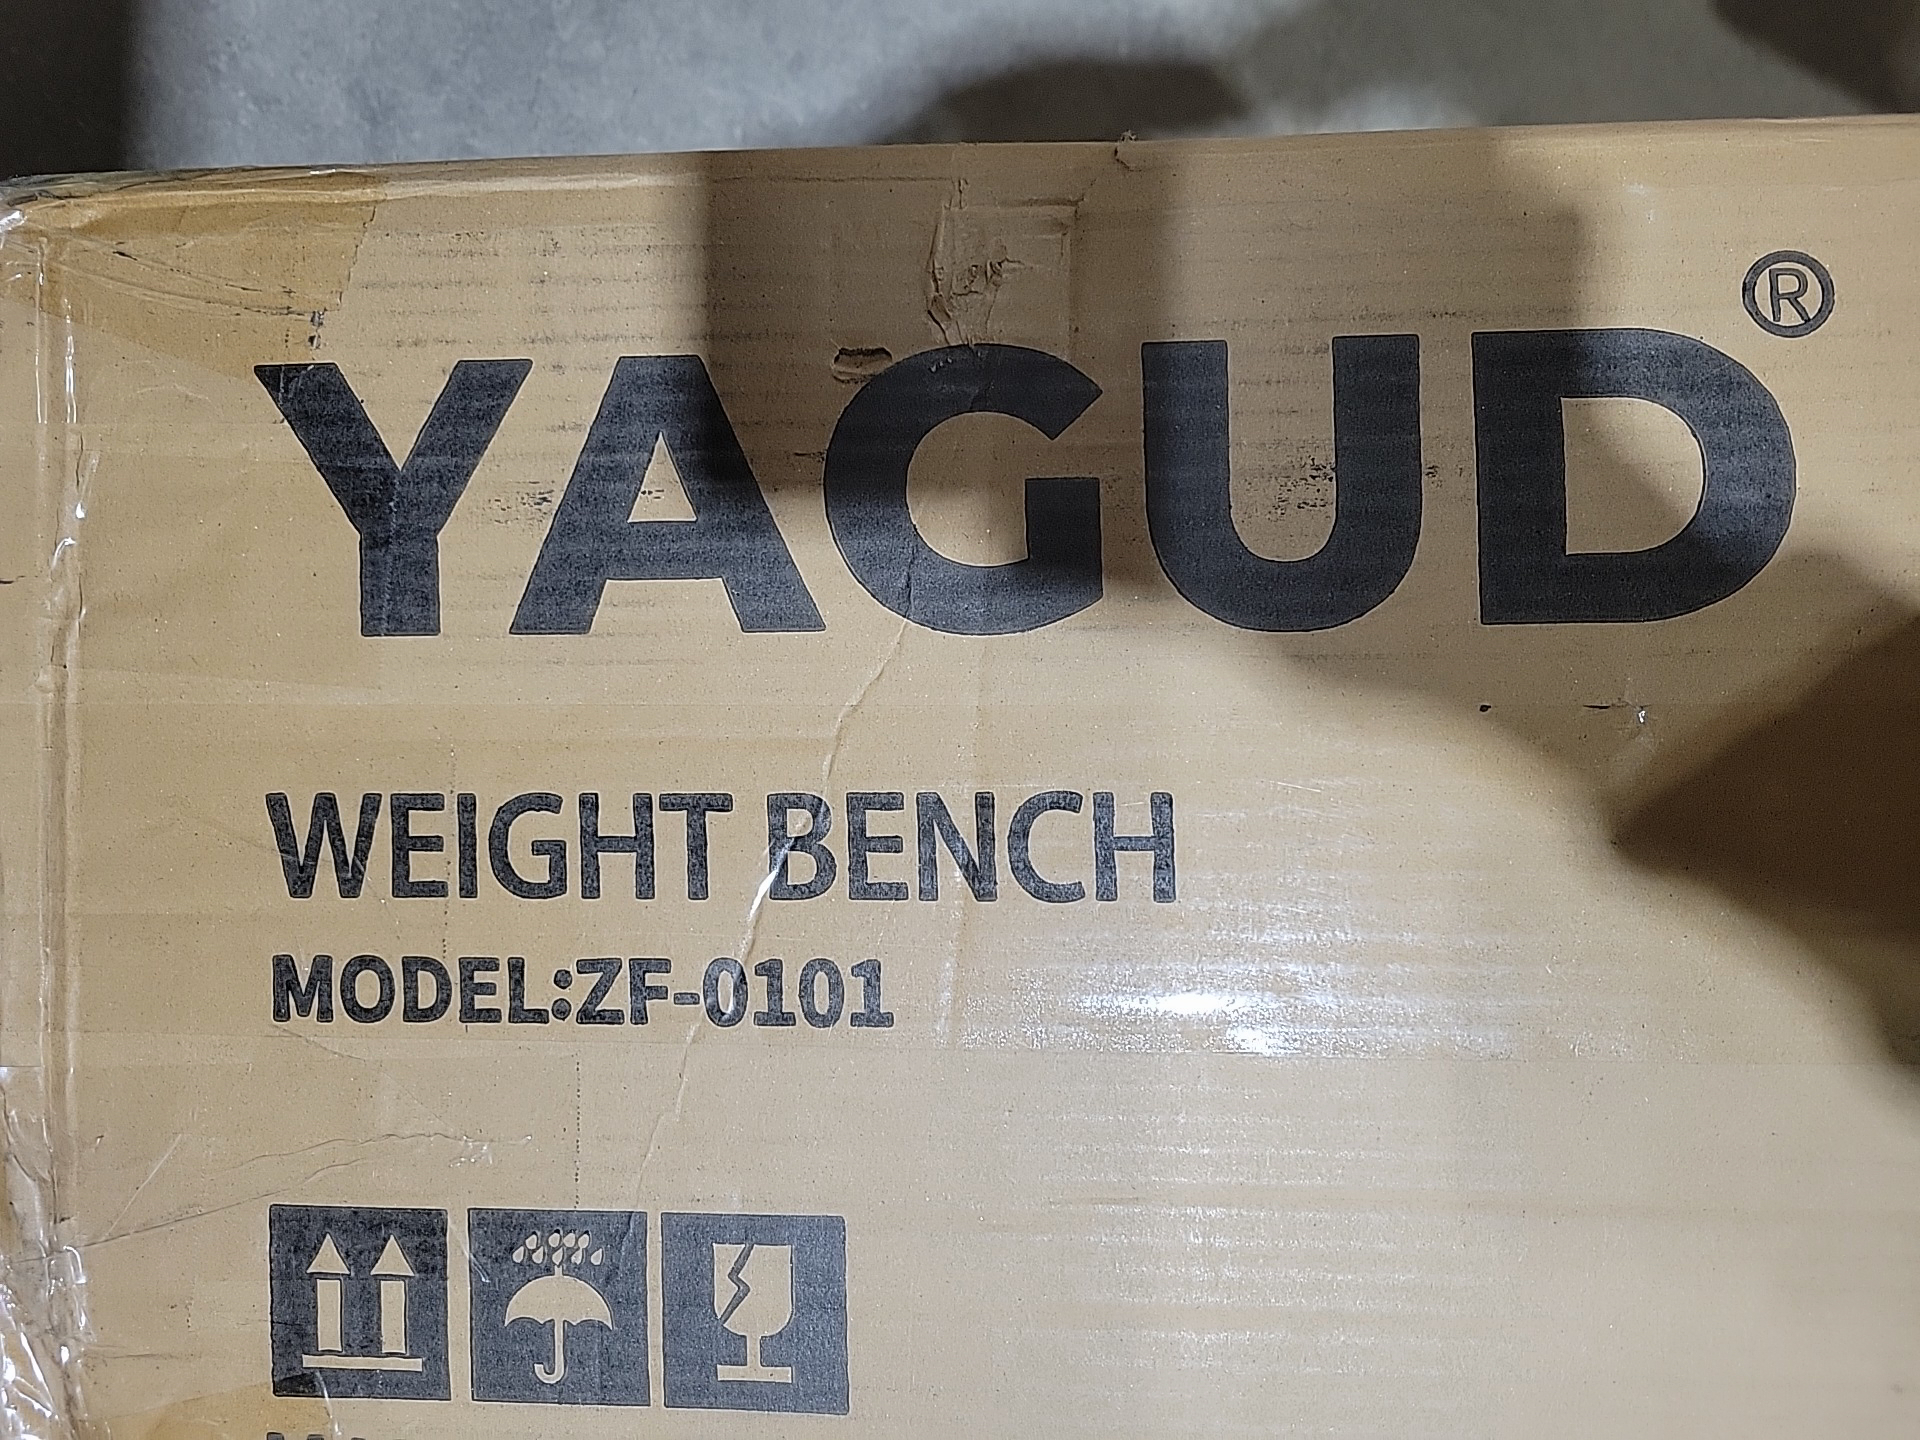 YAGUD®
WEIGHT BENCH
MODEL:ZF-0101